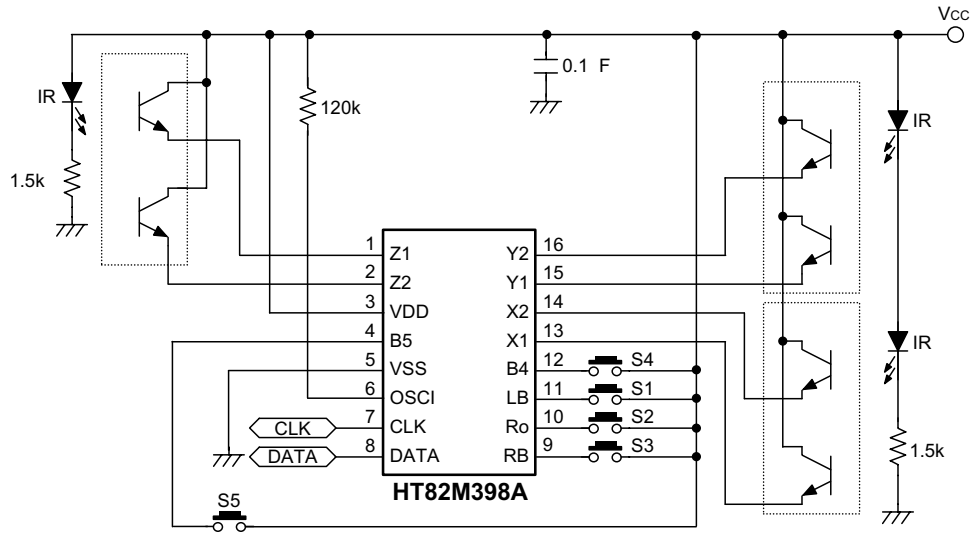 VCC
IR
1.5k
120k
0.1 F
IR
1 Z1
2 Z2
3 VDD
4 B5
5 VSS
6 OSCI
7 CLK
8 DATA
CLK
DATA
Y2 16
Y1 15
X2 14
X1 13
B4 12 S4
LB 11 S1
Ro 10 S2
RB 9 S3
HT82M398A
S5
IR
1.5k